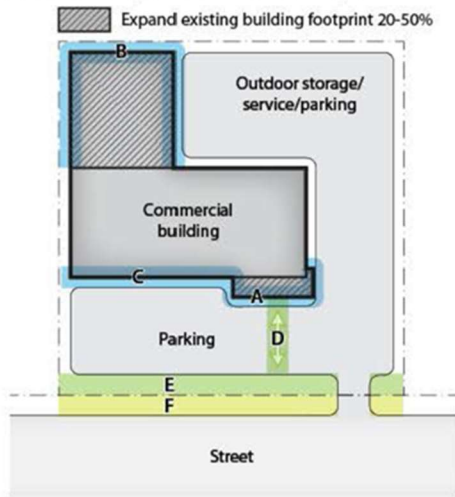 Expand existing building footprint 20-50%
B
Outdoor storage/
service/parking
Commercial
building
C
A
Parking
D
E
F
Street